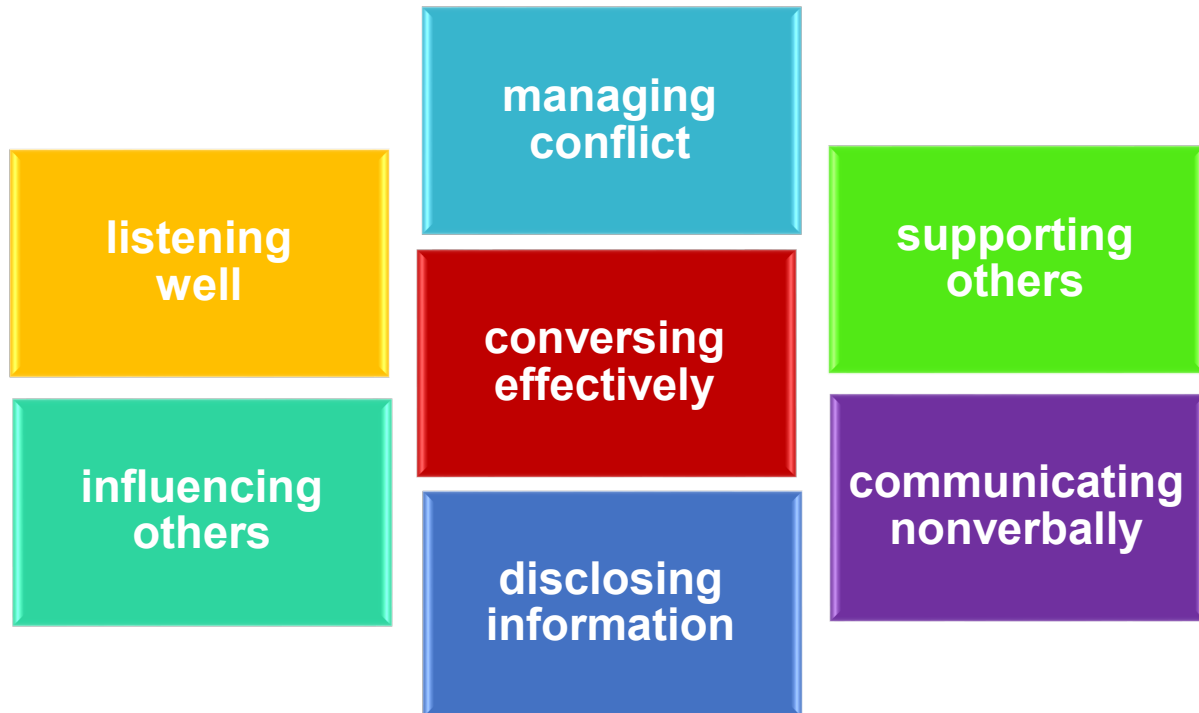 listening
well
influencing
others
managing
conflict
conversing
effectively
disclosing
information
supporting
others
communicating
nonverbally